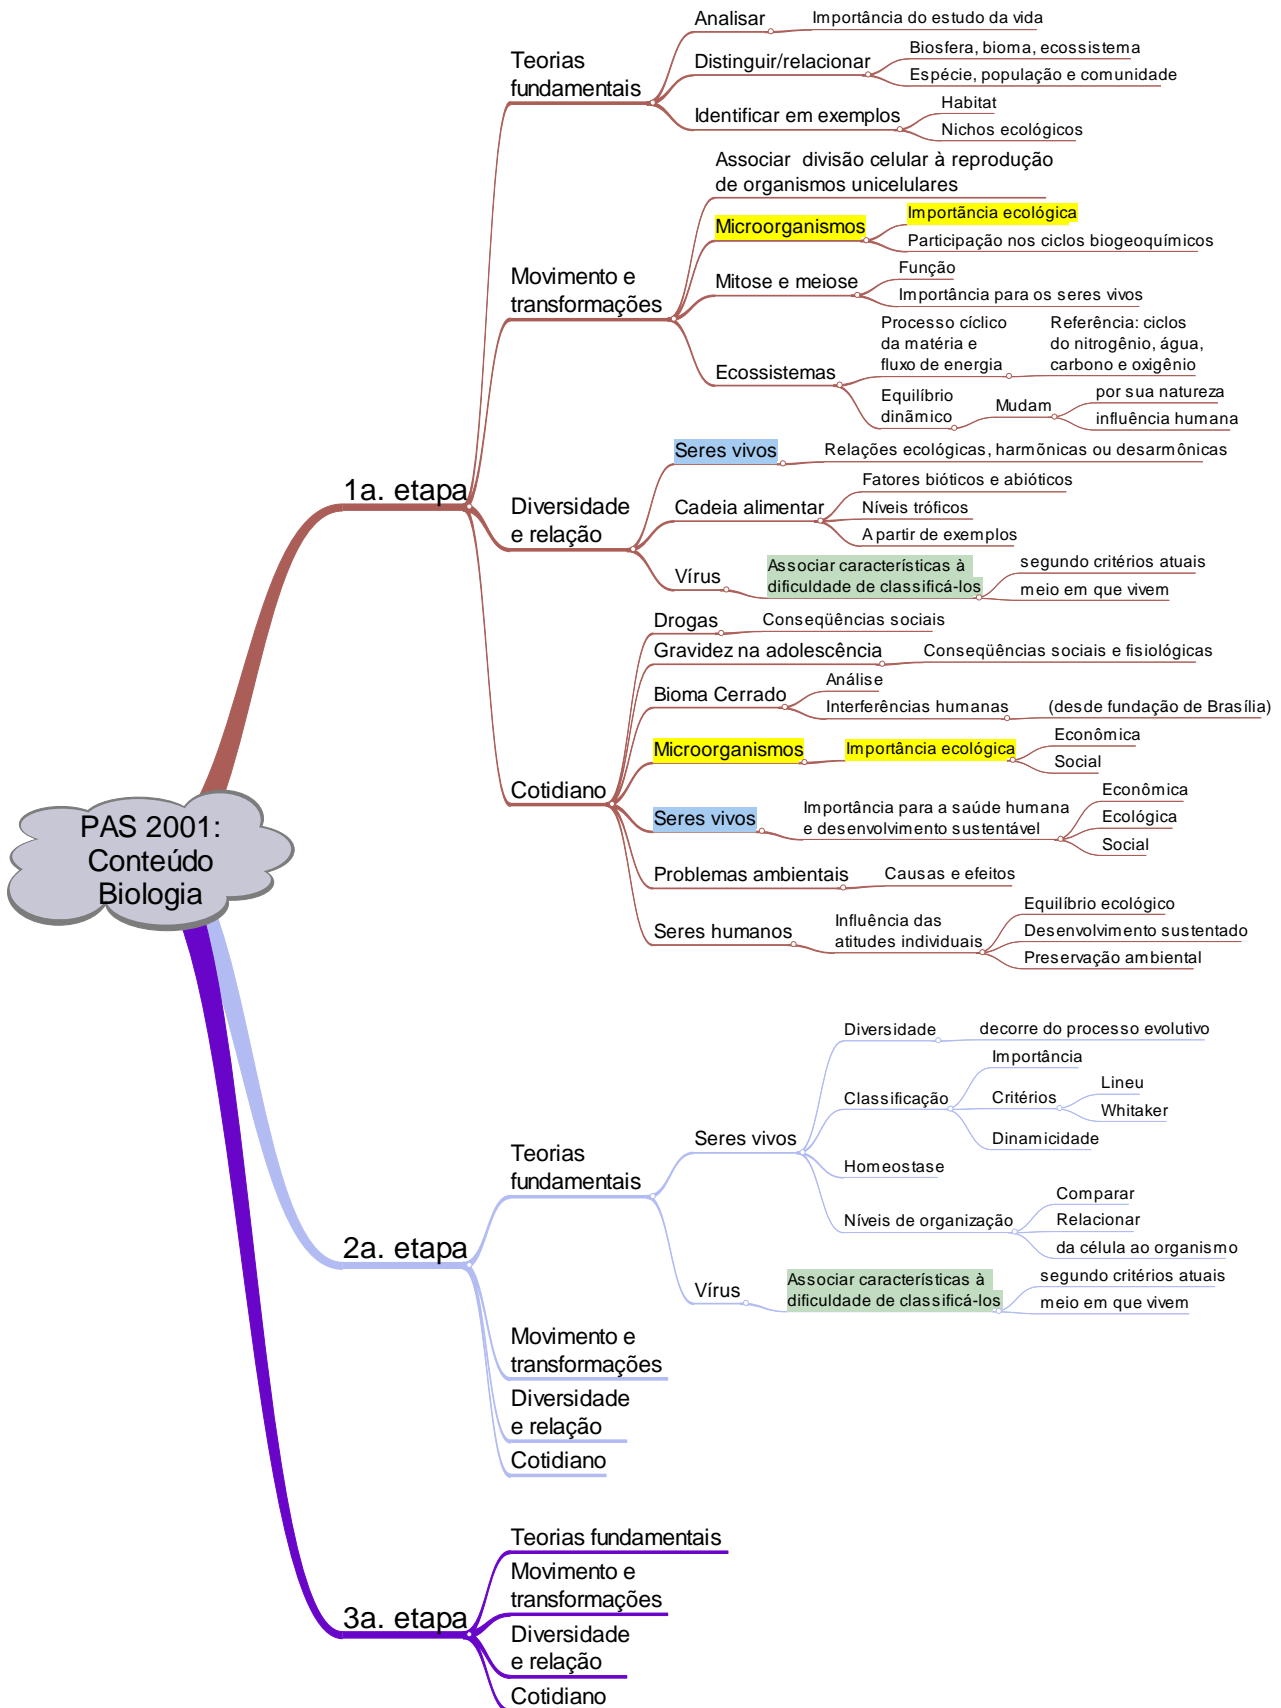 PAS 2001:
Conteúdo
Biologia
1a. etapa
Teorias
fundamentais
Analisar
Importância do estudo da vida
Distinguir/relacionar
Biosfera, bioma, ecossistema
Espécie, população e comunidade
Identificar em exemplos
Habitat
Nichos ecológicos
Movimento e
transformações
Associar divisão celular à reprodução
de organismos unicelulares
Microorganismos
Importãncia ecológica
Participação nos ciclos biogeoquímicos
Mitose e meiose
Função
Importância para os seres vivos
Ecossistemas
Processo cíclico
da matéria e
fluxo de energia
Referência: ciclos
do nitrogênio, água,
carbono e oxigênio
Equilíbrio
dinãmico
Mudam
por sua natureza
influência humana
Diversidade
e relação
Seres vivos
Relações ecológicas, harmõnicas ou desarmônicas
Cadeia alimentar
Fatores bióticos e abióticos
Níveis tróficos
A partir de exemplos
Vírus
Associar características à
dificuldade de classificá-los
segundo critérios atuais
meio em que vivem
Cotidiano
Drogas
Conseqüências sociais
Gravidez na adolescência
Conseqüências sociais e fisiológicas
Bioma Cerrado
Análise
Interferências humanas
(desde fundação de Brasília)
Microorganismos
Importância ecológica
Econômica
Social
Seres vivos
Importância para a saúde humana
e desenvolvimento sustentável
Econômica
Ecológica
Social
Problemas ambientais
Causas e efeitos
Seres humanos
Influência das
atitudes individuais
Equilíbrio ecológico
Desenvolvimento sustentado
Preservação ambiental
2a. etapa
Teorias
fundamentais
Seres vivos
Diversidade
decorre do processo evolutivo
Classificação
Importância
Critérios
Lineu
Whitaker
Dinamicidade
Homeostase
Níveis de organização
Comparar
Relacionar
da célula ao organismo
Vírus
Associar características à
dificuldade de classificá-los
segundo critérios atuais
meio em que vivem
Movimento e
transformações
Diversidade
e relação
Cotidiano
3a. etapa
Teorias fundamentais
Movimento e
transformações
Diversidade
e relação
Cotidiano